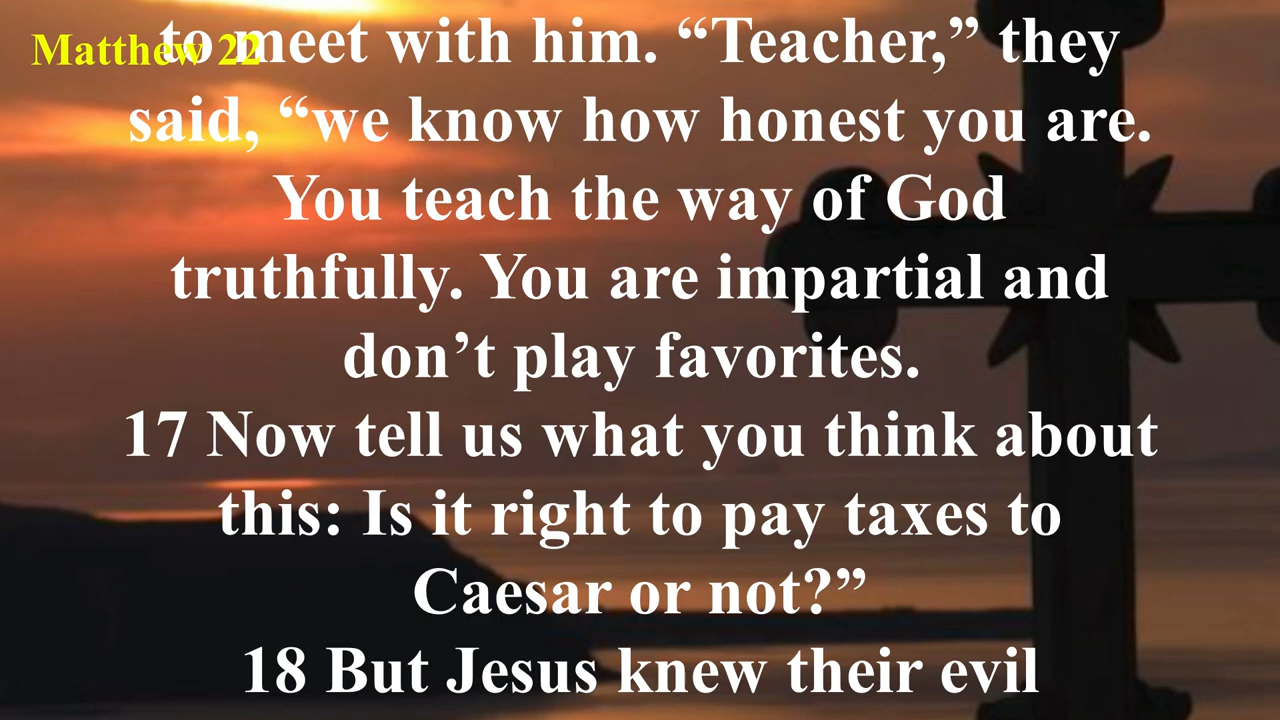 Matthew 22
to meet with him. “Teacher,” they
said, “we know how honest you are.
You teach the way of God
truthfully. You are impartial and
don’t play favorites.
17 Now tell us what you think about
this: Is it right to pay taxes to
Caesar or not?”
18 But Jesus knew their evil